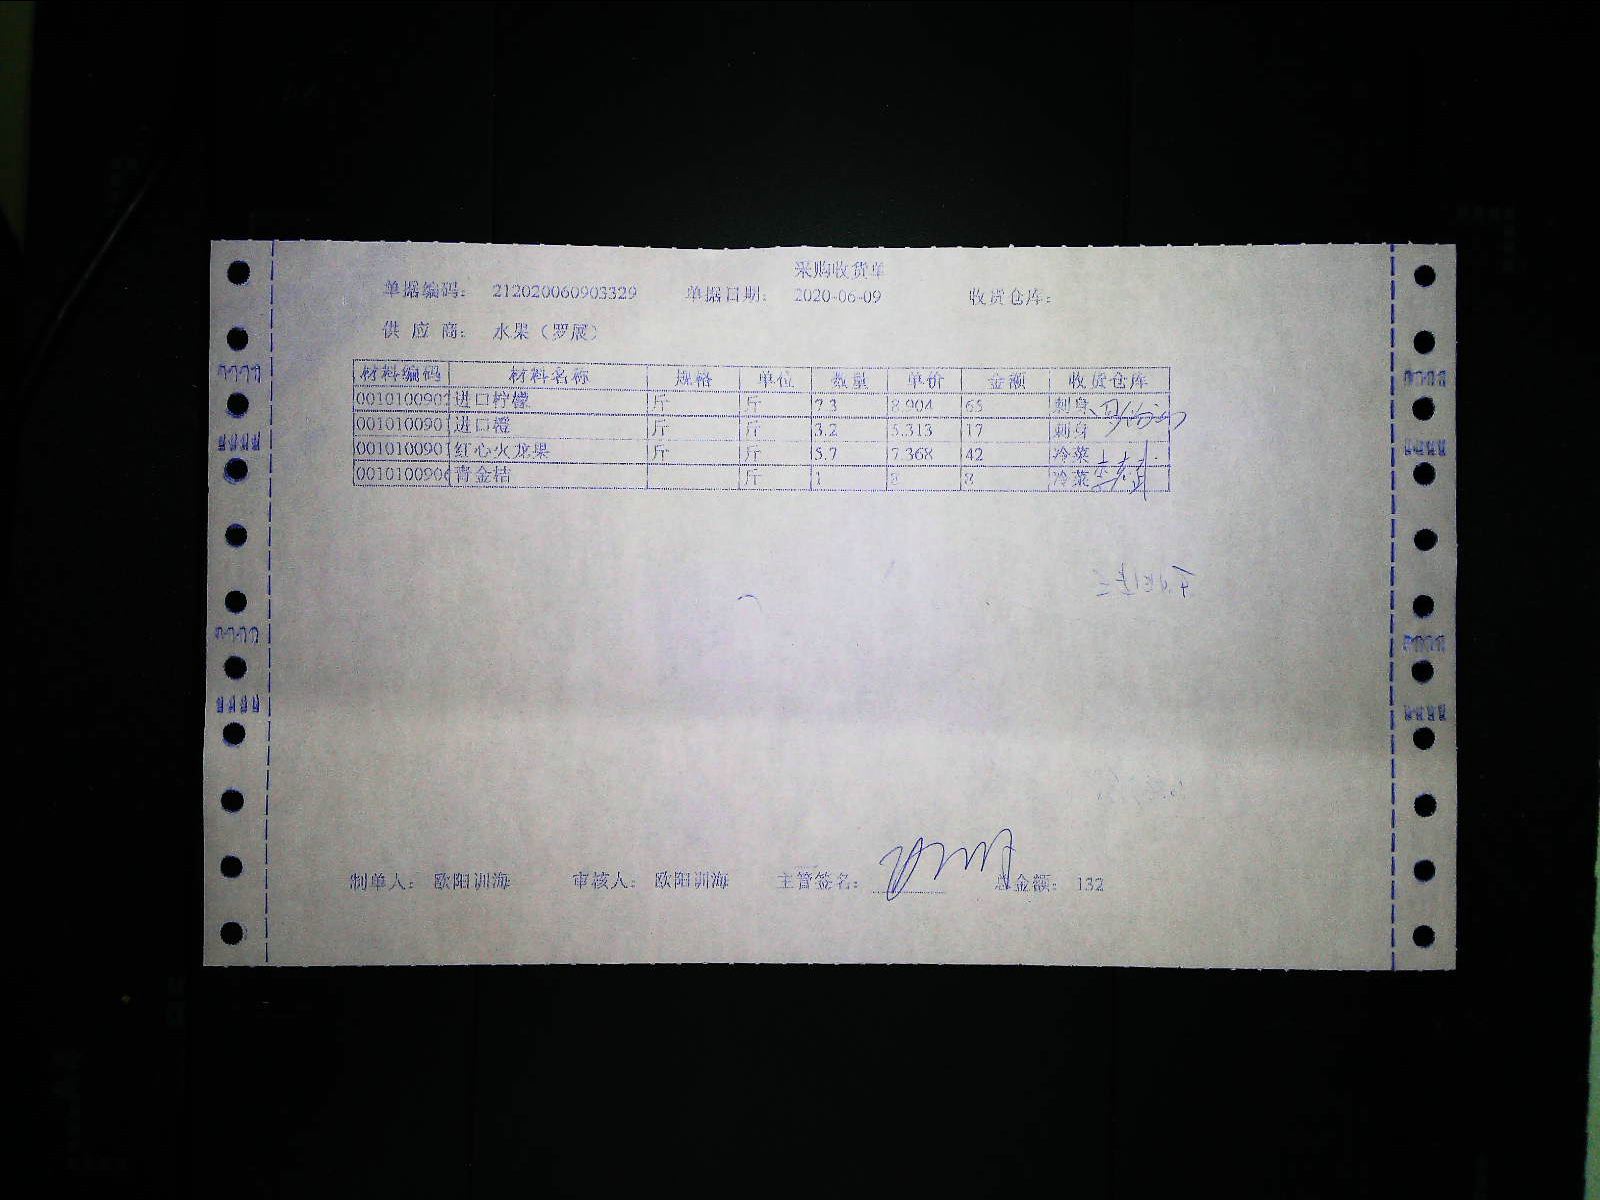 采购收货单
单据编码： 212020060903329 单据日期： 2020-06-09 收货仓库：
供 应 商： 水果（罗展）
材料编码 材料名称 规格 单位 数量 单价 金额 收货仓库
0010100902 进口柠檬 斤 斤 7.3 8.904 65 刺身
001010090 进口橙 斤 斤 3.2 5.313 17 刺身
001010090 红心火龙果 斤 斤 5.7 7.368 42 冷菜
001010090 青金桔 斤 1 8 8 冷菜
制单人： 欧阳训海 审核人： 欧阳训海 主管签名： 总金额： 132